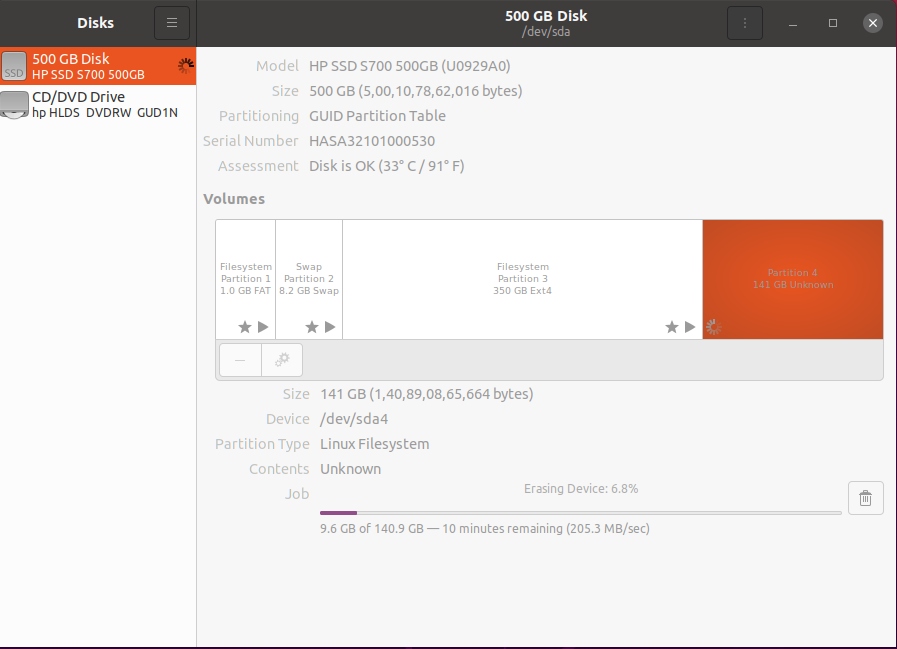 Disks
500 GB Disk
/dev/sda
500 GB Disk
HP SSD S700 500GB
SSD
CD/DVD Drive
hp HLDS DVDRW GUD1N
Model HP SSD S700 500GB (U0929A0)
Size 500 GB (5,00,10,78,62,016 bytes)
Partitioning GUID Partition Table
Serial Number HASA32101000530
Assessment Disk is OK (33° C / 91° F)
Volumes
Filesystem
Partition 1
1.0 GB FAT
Swap
Partition 2
8.2 GB Swap
Filesystem
Partition 3
350 GB Ext4
Partition 4
141 GB Unknown
Size 141 GB (1,40,89,08,65,664 bytes)
Device /dev/sda4
Partition Type Linux Filesystem
Contents Unknown
Job Erasing Device: 6.8%
9.6 GB of 140.9 GB — 10 minutes remaining (205.3 MB/sec)